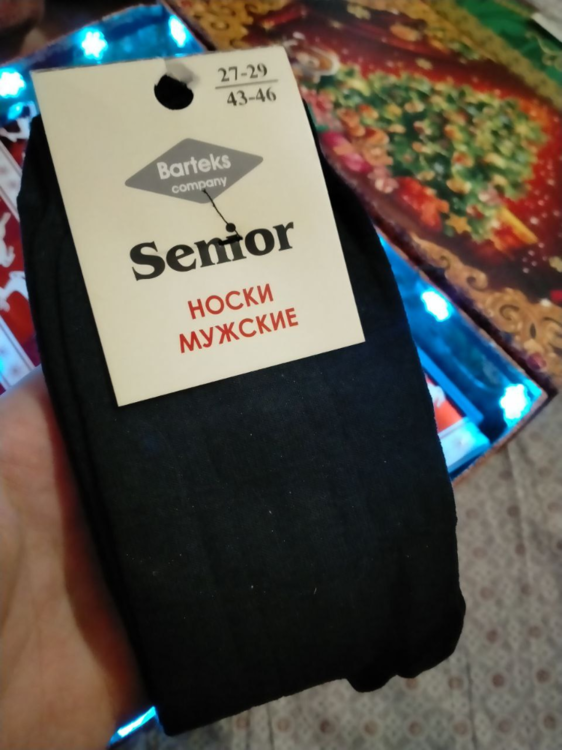 27-29
43-46
Barteks
company
Senior
НОСКИ
МУЖСКИЕ